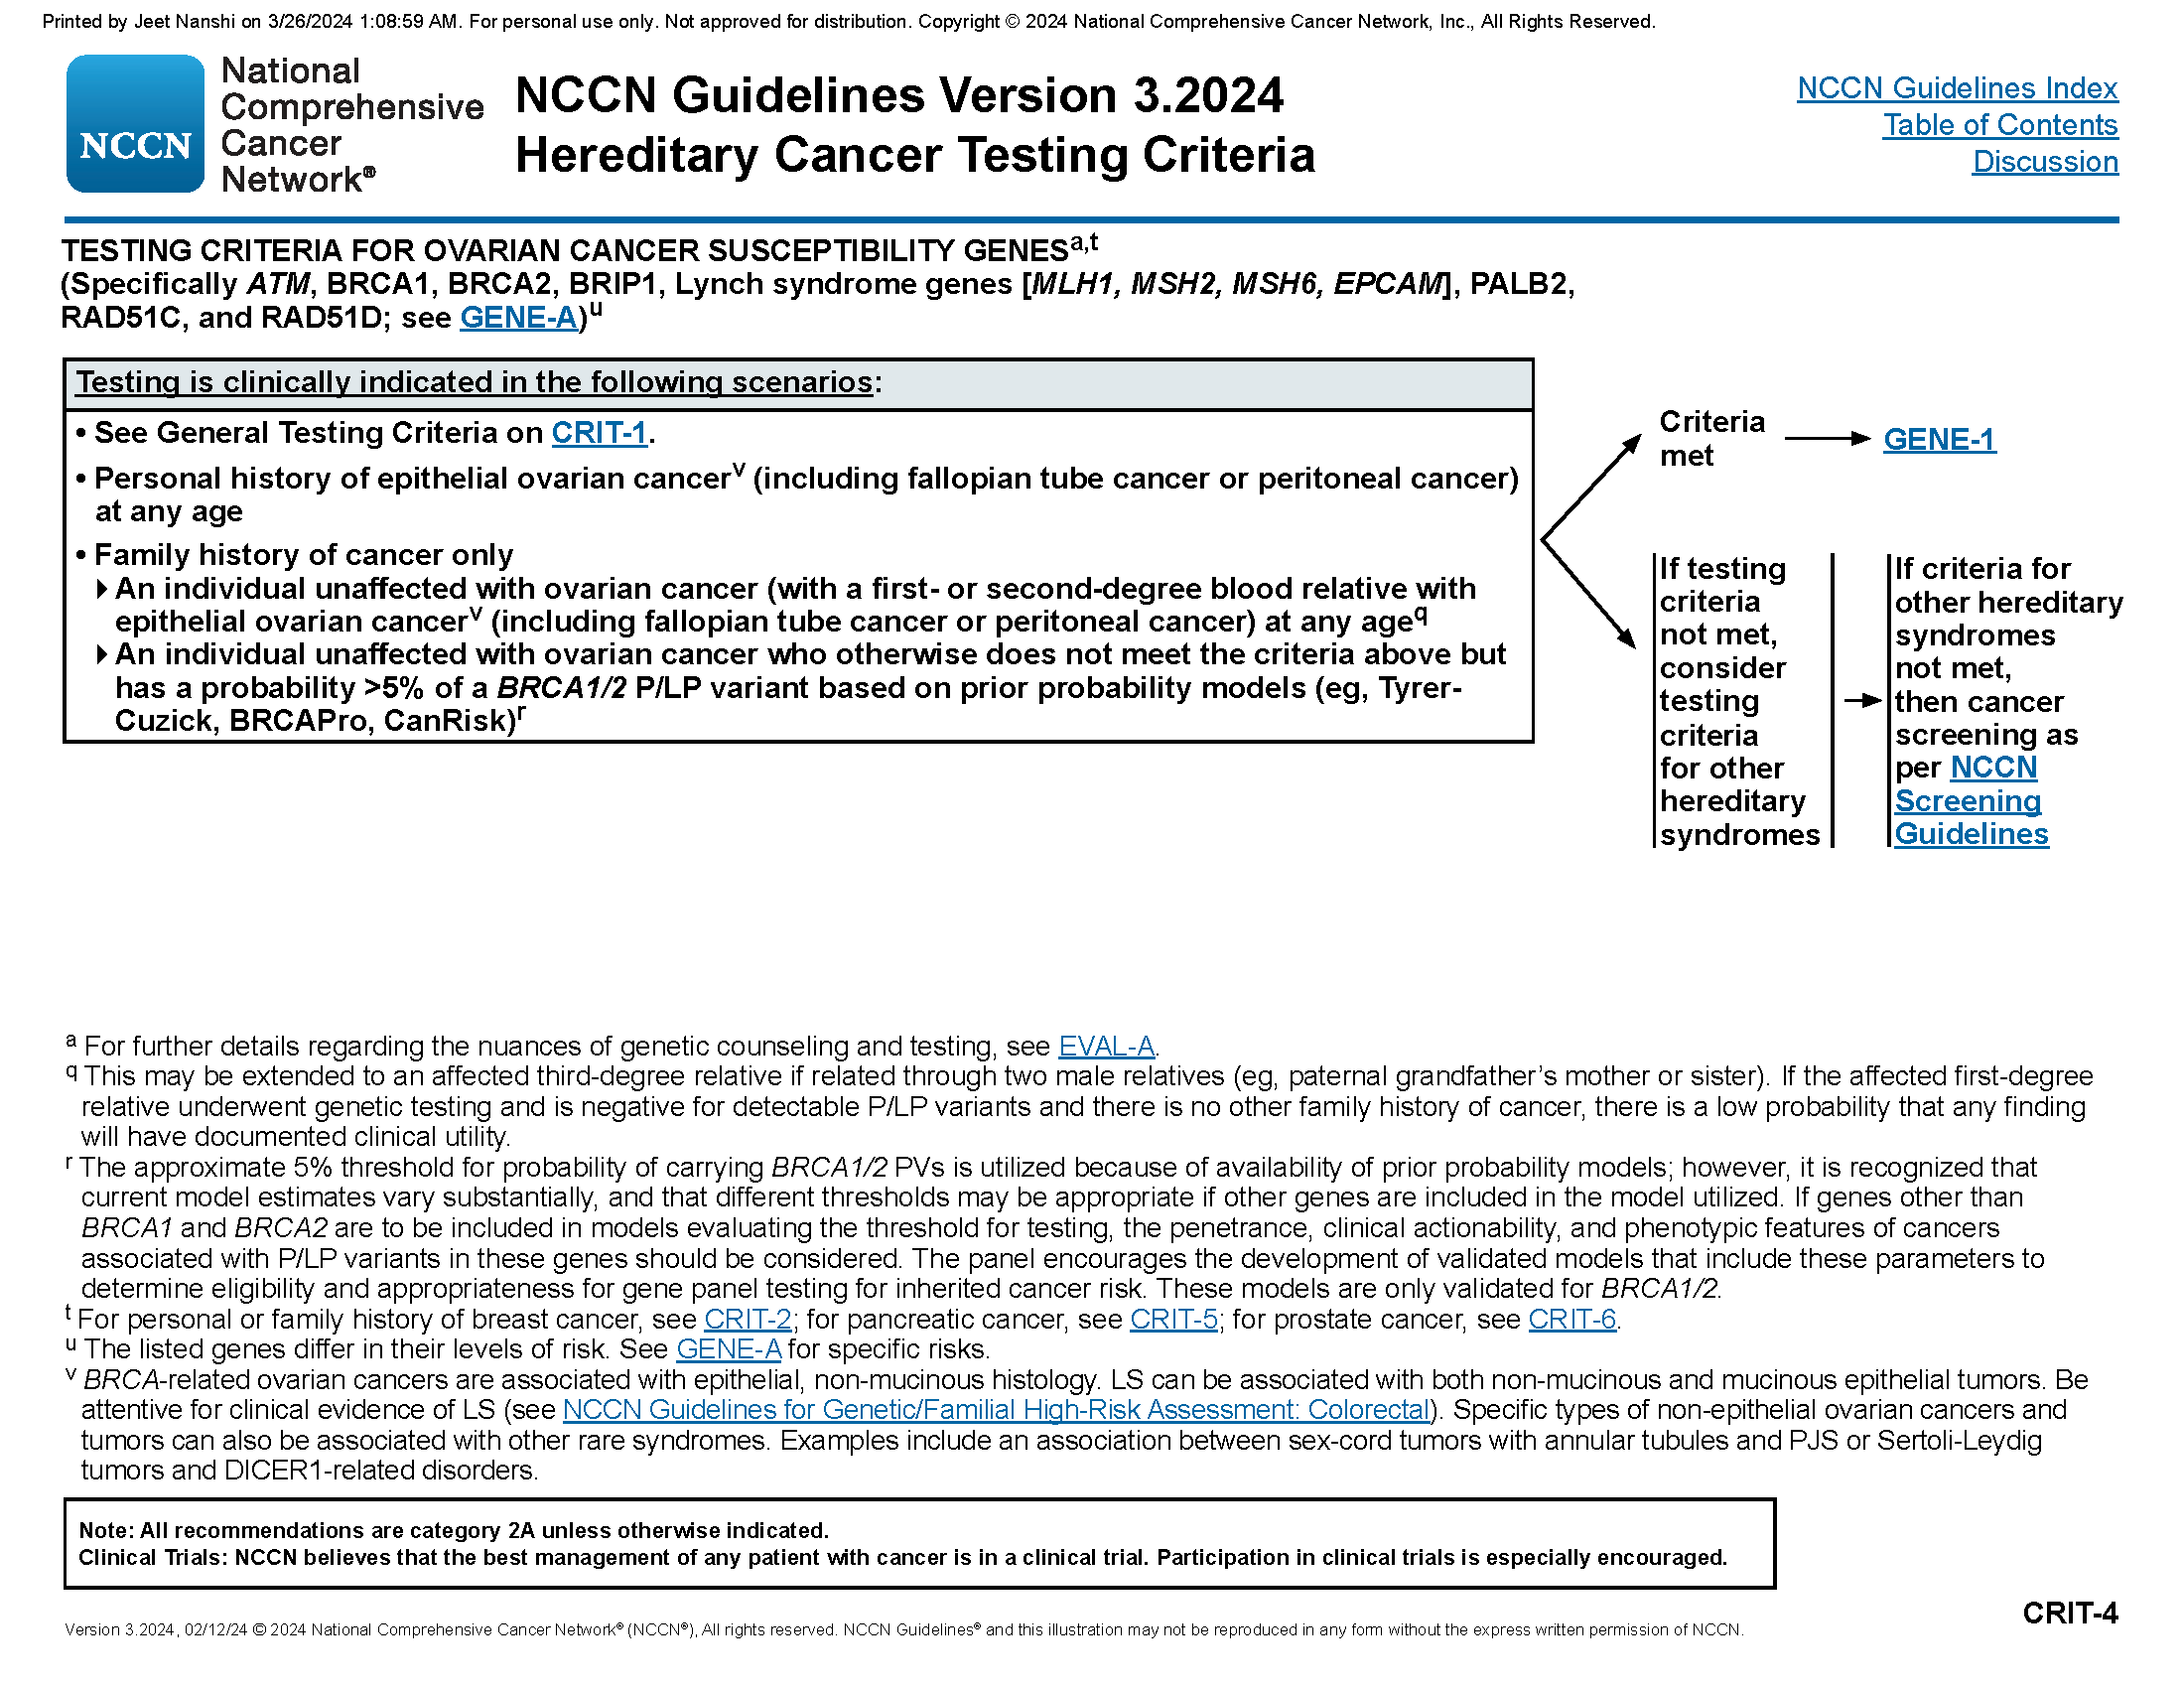 Printed by Jeet Nanshi on 3/26/2024 1:08:59 AM. For personal use only. Not approved for distribution. Copyright © 2024 National Comprehensive Cancer Network, Inc., All Rights Reserved.
NCCN
National
Comprehensive
Cancer
Network®
NCCN Guidelines Version 3.2024
Hereditary Cancer Testing Criteria
NCCN Guidelines Index
Table of Contents
Discussion
TESTING CRITERIA FOR OVARIAN CANCER SUSCEPTIBILITY GENESa,t
(Specifically ATM, BRCA1, BRCA2, BRIP1, Lynch syndrome genes [MLH1, MSH2, MSH6, EPCAM], PALB2,
RAD51C, and RAD51D; see GENE-A)u
Testing is clinically indicated in the following scenarios:
• See General Testing Criteria on CRIT-1.
• Personal history of epithelial ovarian cancerv (including fallopian tube cancer or peritoneal cancer)
at any age
• Family history of cancer only
An individual unaffected with ovarian cancer (with a first- or second-degree blood relative with
epithelial ovarian cancerv (including fallopian tube cancer or peritoneal cancer) at any ageq
An individual unaffected with ovarian cancer who otherwise does not meet the criteria above but
has a probability >5% of a BRCA1/2 P/LP variant based on prior probability models (eg, Tyrer-
Cuzick, BRCAPro, CanRisk)r
Criteria
met
GENE-1
If testing
criteria
not met,
consider
testing
criteria
for other
hereditary
syndromes
If criteria for
other hereditary
syndromes
not met,
then cancer
screening as
per NCCN
Screening
Guidelines
a For further details regarding the nuances of genetic counseling and testing, see EVAL-A.
q This may be extended to an affected third-degree relative if related through two male relatives (eg, paternal grandfather’s mother or sister). If the affected first-degree
relative underwent genetic testing and is negative for detectable P/LP variants and there is no other family history of cancer, there is a low probability that any finding
will have documented clinical utility.
r The approximate 5% threshold for probability of carrying BRCA1/2 PVs is utilized because of availability of prior probability models; however, it is recognized that
current model estimates vary substantially, and that different thresholds may be appropriate if other genes are included in the model utilized. If genes other than
BRCA1 and BRCA2 are to be included in models evaluating the threshold for testing, the penetrance, clinical actionability, and phenotypic features of cancers
associated with P/LP variants in these genes should be considered. The panel encourages the development of validated models that include these parameters to
determine eligibility and appropriateness for gene panel testing for inherited cancer risk. These models are only validated for BRCA1/2.
t For personal or family history of breast cancer, see CRIT-2; for pancreatic cancer, see CRIT-5; for prostate cancer, see CRIT-6.
u The listed genes differ in their levels of risk. See GENE-A for specific risks.
v BRCA-related ovarian cancers are associated with epithelial, non-mucinous histology. LS can be associated with both non-mucinous and mucinous epithelial tumors. Be
attentive for clinical evidence of LS (see NCCN Guidelines for Genetic/Familial High-Risk Assessment: Colorectal). Specific types of non-epithelial ovarian cancers and
tumors can also be associated with other rare syndromes. Examples include an association between sex-cord tumors with annular tubules and PJS or Sertoli-Leydig
tumors and DICER1-related disorders.
Note: All recommendations are category 2A unless otherwise indicated.
Clinical Trials: NCCN believes that the best management of any patient with cancer is in a clinical trial. Participation in clinical trials is especially encouraged.
CRIT-4
Version 3.2024, 02/12/24 © 2024 National Comprehensive Cancer Network® (NCCN®), All rights reserved. NCCN Guidelines® and this illustration may not be reproduced in any form without the express written permission of NCCN.